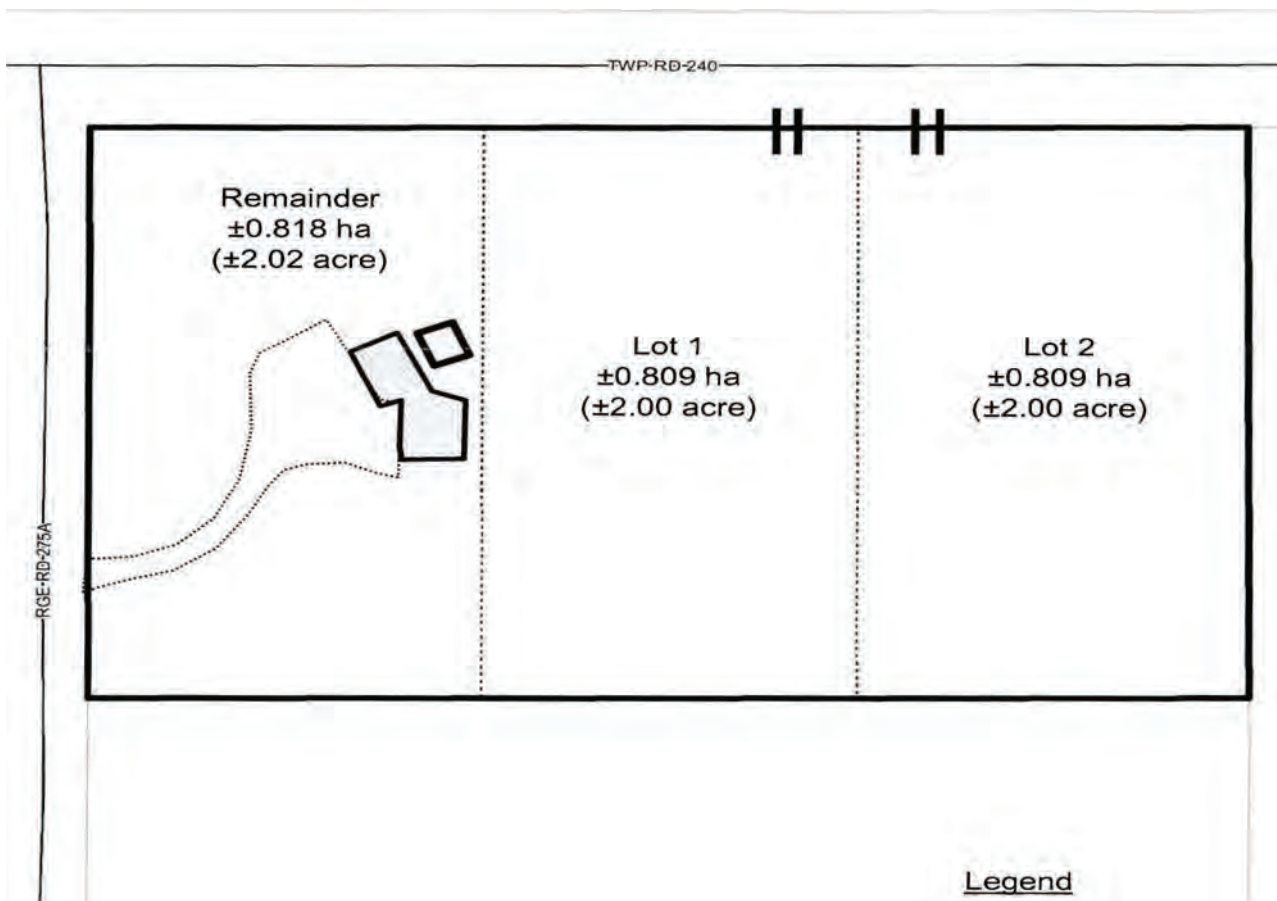 TWP-RD-240
Remainder
±0.818 ha
(±2.02 acre)
Lot 1
±0.809 ha
(±2.00 acre)
Lot 2
±0.809 ha
(±2.00 acre)
RGE-RD-275A
Legend